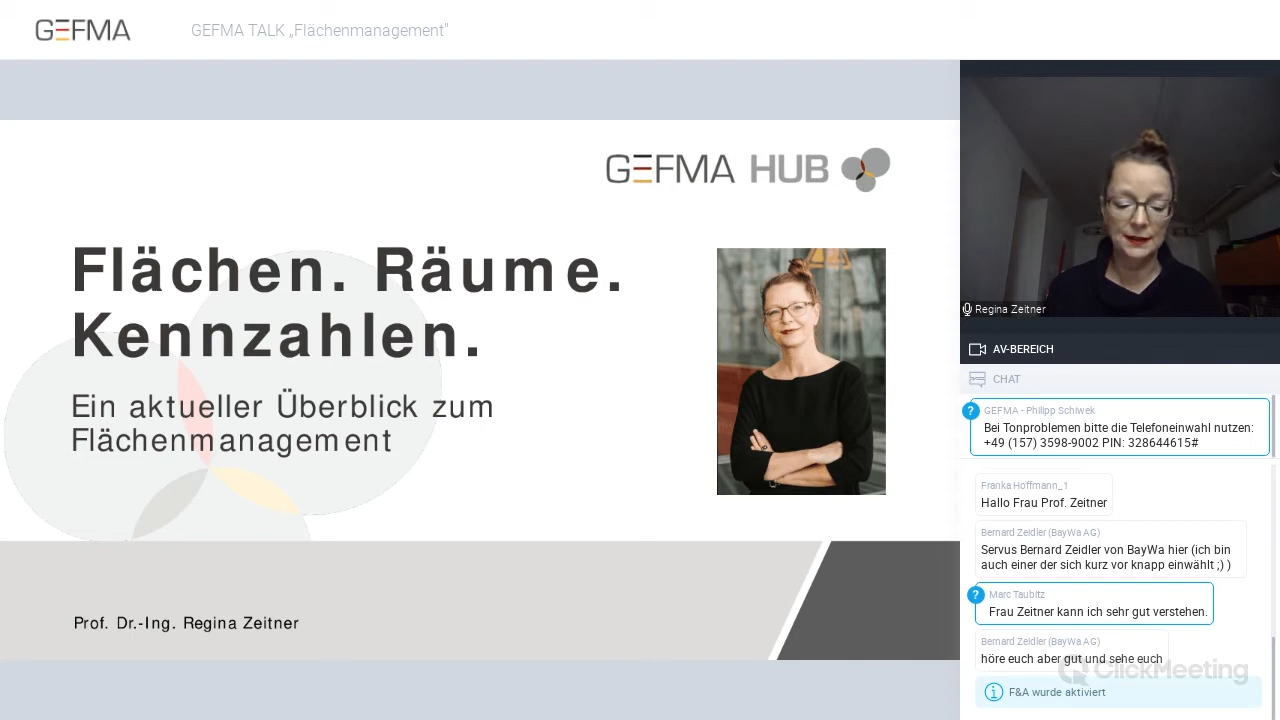 GEFMA
GEFMA TALK „Flächenmanagement"
GEFMA HUB
Flächen. Räume.
Kennzahlen.
Ein aktueller Überblick zum
Flächenmanagement
Prof. Dr.-Ing. Regina Zeitner
Regina Zeitner
AV-BEREICH
CHAT
?
GEFMA - Philipp Schiwek
Bei Tonproblemen bitte die Telefoneinwahl nutzen:
+49 (157) 3598-9002 PIN: 328644615#
Franka Hoffmann_1
Hallo Frau Prof. Zeitner
Bernard Zeidler (BayWa AG)
Servus Bernard Zeidler von BayWa hier (ich bin
auch einer der sich kurz vor knapp einwählt ;) )
?
Marc Taubitz
Frau Zeitner kann ich sehr gut verstehen.
Bernard Zeidler (BayWa AG)
höre euch aber gut und sehe euch
ClickMeeting
F&A wurde aktiviert